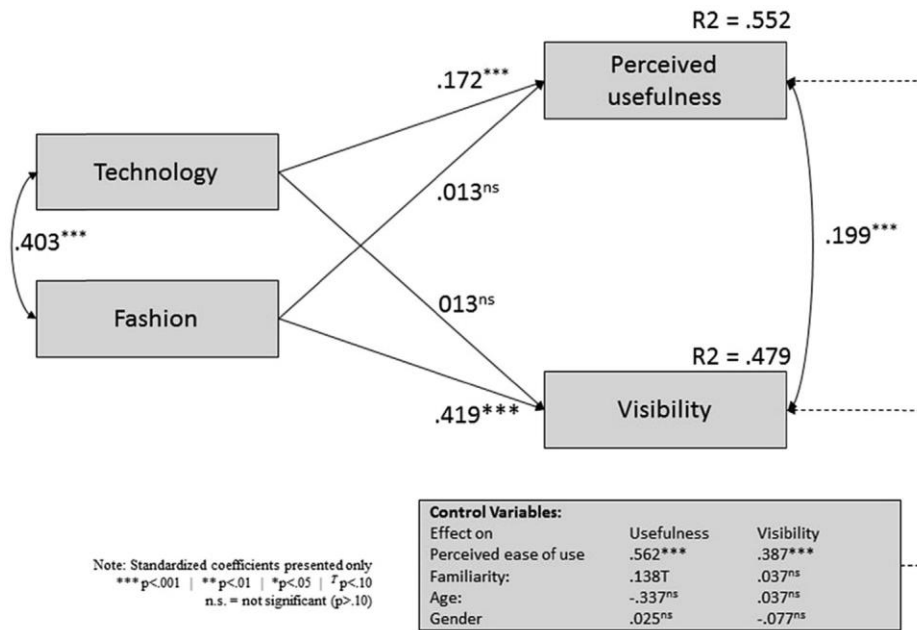 R2 = .552
Perceived
usefulness
.172***
Technology
.013ns
.403***
.199***
Fashion
013ns
R2 = .479
.419***
Visibility
Control Variables:
Effect on Usefulness Visibility
Perceived ease of use .562*** .387***
Familiarity: .138T .037ns
Age: -.337ns .037ns
Gender .025ns -.077ns
Note: Standardized coefficients presented only
*** p<.001 | ** p<.01 | *p<.05 | T p<.10
n.s. = not significant (p>.10)